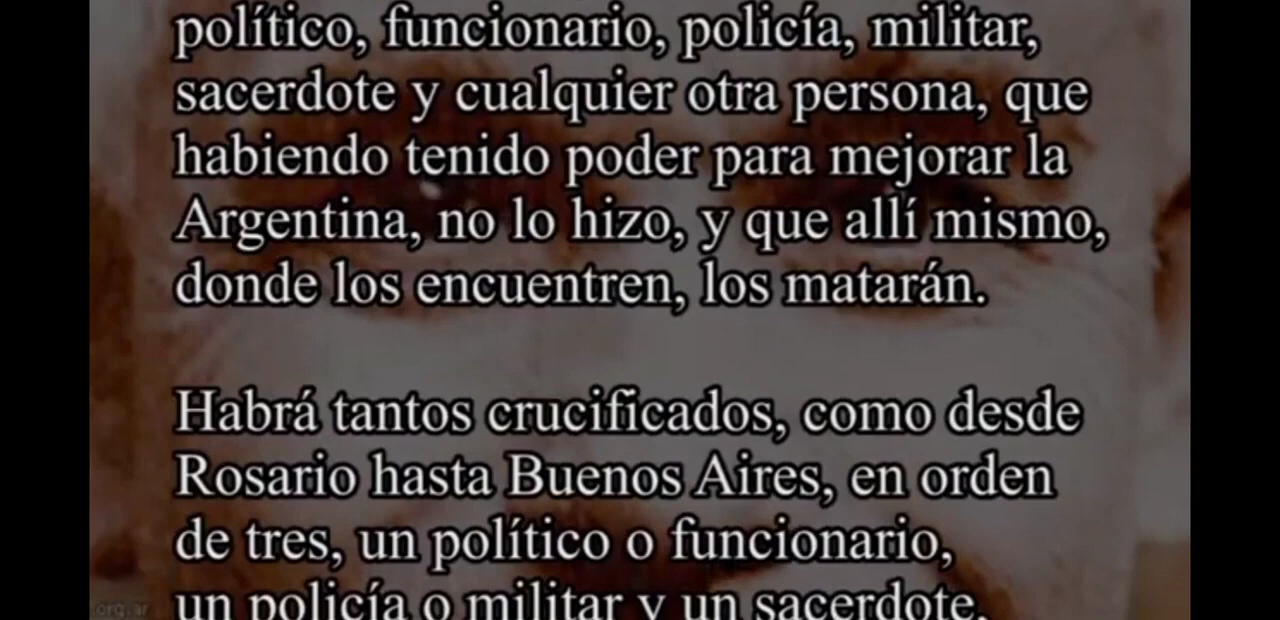 político, funcionario, policía, militar,
sacerdote y cualquier otra persona, que
habiendo tenido poder para mejorar la
Argentina, no lo hizo, y que allí mismo,
donde los encuentren, los matarán.
Habrá tantos crucificados, como desde
Rosario hasta Buenos Aires, en orden
de tres, un político o funcionario,
un policía o militar y un sacerdote.
.org.ar